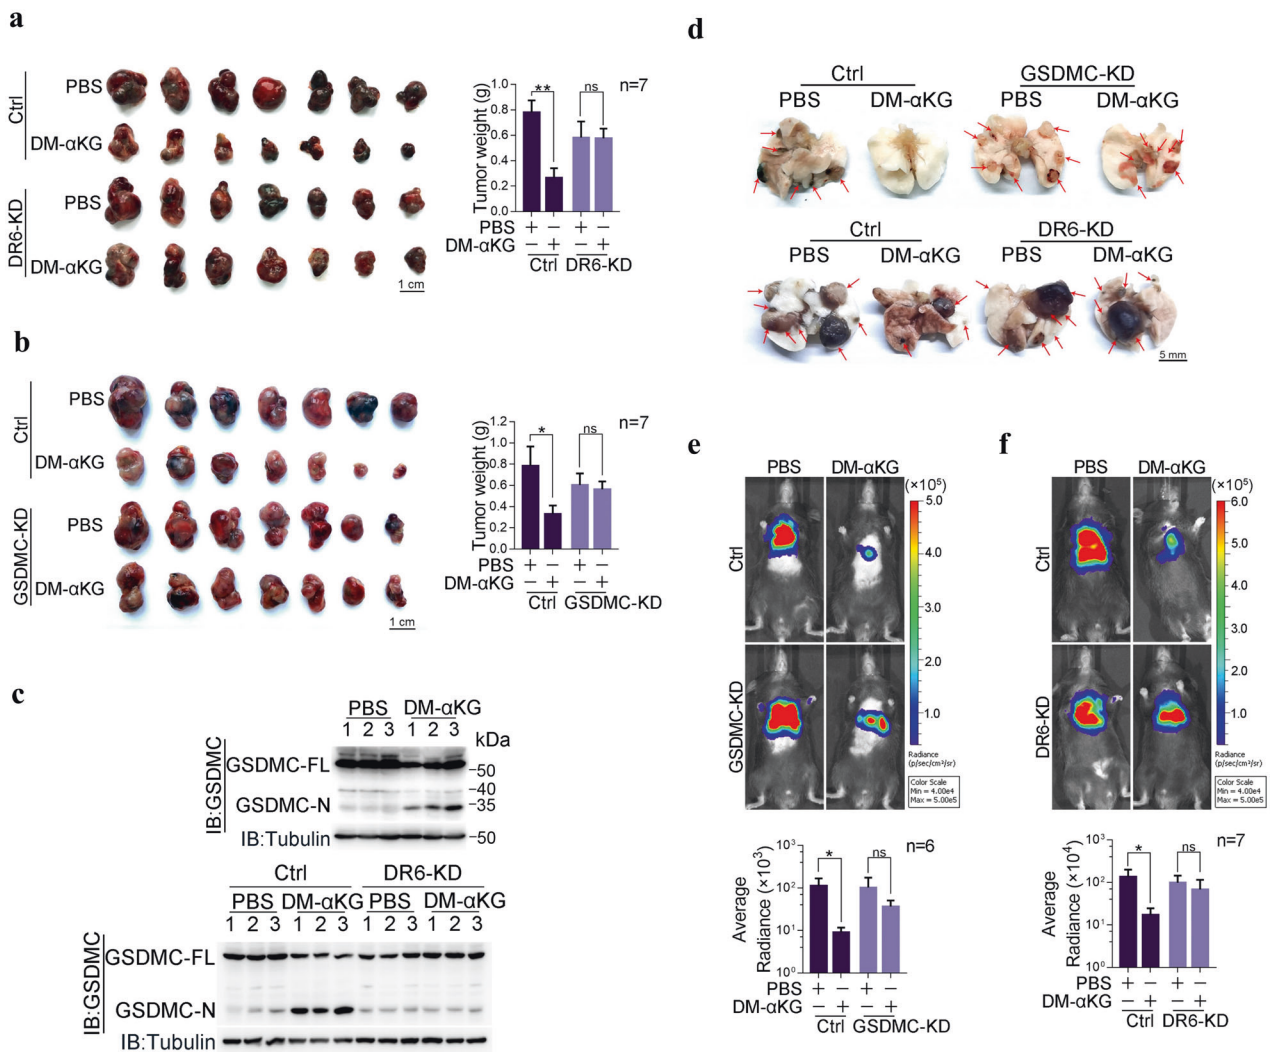 a
Ctrl
PBS
DM-αKG
DR6-KD
PBS
DM-αKG
1 cm
Tumor weight (g)
1.0
0.8
0.6
0.4
0.2
0.0
**
ns
n=7
PBS
+ − + −
DM-αKG
− + − +
Ctrl DR6-KD
b
Ctrl
PBS
DM-αKG
GSDMC-KD
PBS
DM-αKG
1 cm
Tumor weight (g)
1.2
1.0
0.8
0.6
0.4
0.2
0
*
ns
n=7
PBS
+ − + −
DM-αKG
− + − +
Ctrl GSDMC-KD
c
IB:GSDMC
PBS DM-αKG
1 2 3 1 2 3
kDa
GSDMC-FL
−50
−40
GSDMC-N
−35
IB:Tubulin
−50
Ctrl DR6-KD
PBS DM-αKG PBS DM-αKG
1 2 3 1 2 3 1 2 3 1 2 3
IB:GSDMC
GSDMC-FL
GSDMC-N
IB:Tubulin
d
Ctrl GSDMC-KD
PBS DM-αKG PBS DM-αKG
Ctrl DR6-KD
PBS DM-αKG PBS DM-αKG
5 mm
e
PBS DM-αKG
(×10⁵)
Ctrl
GSDMC-KD
5.0
4.0
3.0
2.0
1.0
Radiance
(p/sec/cm²/sr)
Color Scale
Min = 4.00e4
Max = 5.00e5
Average
Radiance (×10³)
10³
10²
10¹
10⁰
*
ns
n=6
PBS
+ − + −
DM-αKG
− + − +
Ctrl GSDMC-KD
f
PBS DM-αKG
(×10⁵)
Ctrl
DR6-KD
6.0
5.0
4.0
3.0
2.0
1.0
Radiance
(p/sec/cm²/sr)
Color Scale
Min = 4.00e4
Max = 5.00e5
Average
Radiance (×10⁴)
10³
10²
10¹
10⁰
*
ns
n=7
PBS
+ − + −
DM-αKG
− + − +
Ctrl DR6-KD